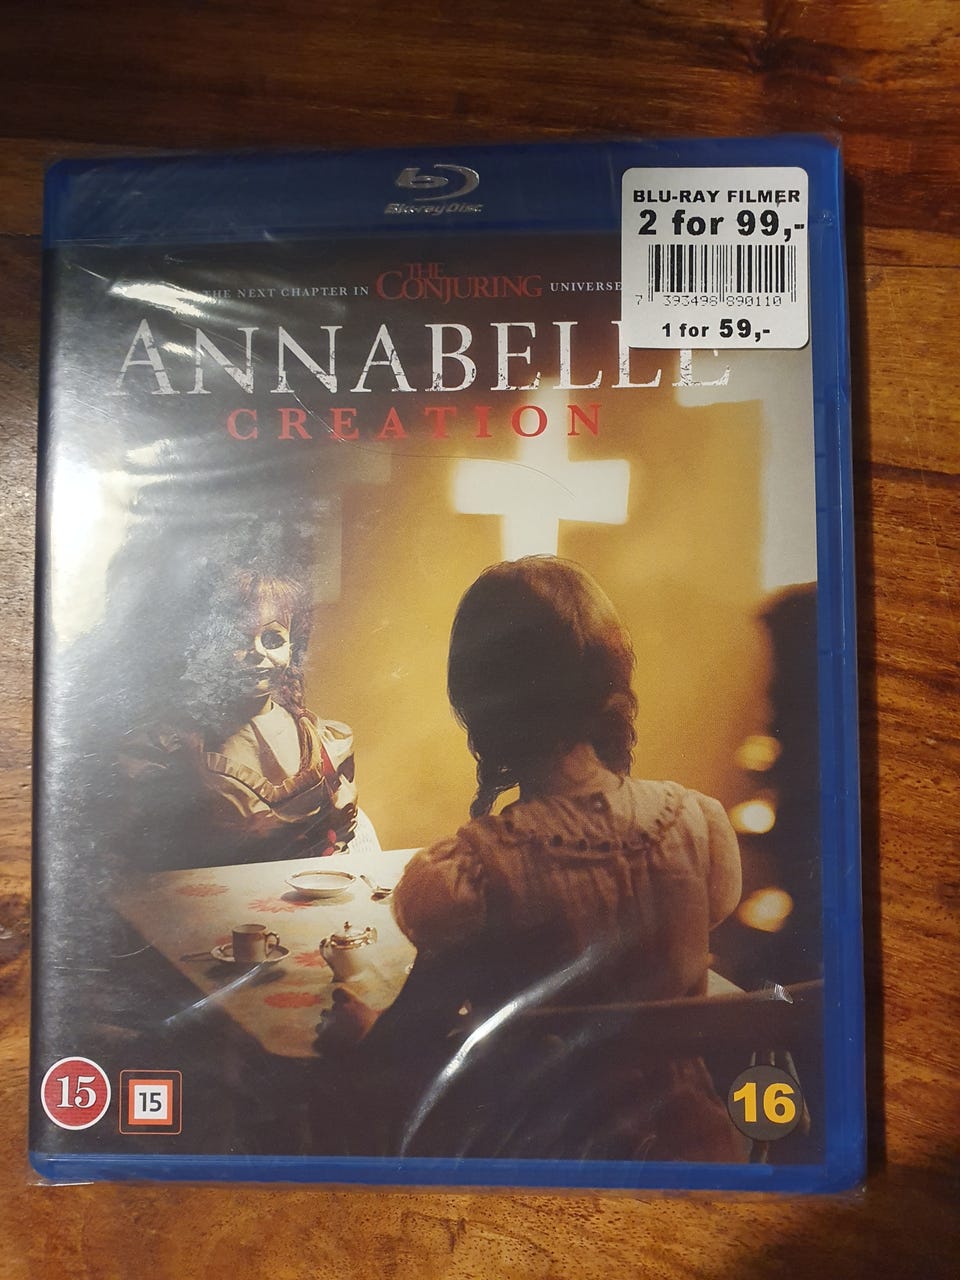 Blu-ray Disc
BLU-RAY FILMER
2 for 99,-
7 393498 890110
1 for 59,-
THE NEXT CHAPTER IN THE CONJURING UNIVERSE
ANNABELLE
CREATION
15
15
16